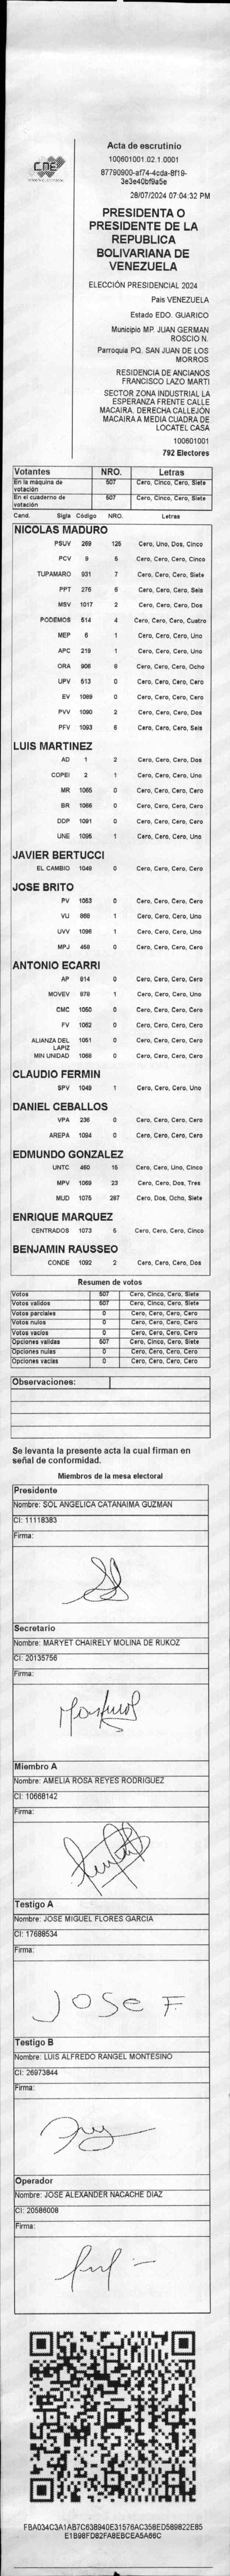 CNE
Acta de escrutinio
100601001.02.1.0001
87790900-af74-4cda-8f19-
3e3e40bf9a5e
28/07/2024 07:04:32 PM
PRESIDENTA O
PRESIDENTE DE LA
REPUBLICA
BOLIVARIANA DE
VENEZUELA
ELECCIÓN PRESIDENCIAL 2024
Pais VENEZUELA
Estado EDO. GUARICO
Municipio MP. JUAN GERMAN
ROSCIO N.
Parroquia PQ. SAN JUAN DE LOS
MORROS
RESIDENCIA DE ANCIANOS
FRANCISCO LAZO MARTI
SECTOR ZONA INDUSTRIAL LA
ESPERANZA FRENTE CALLE
MACAIRA. DERECHA CALLEJÓN
MACAIRA A MEDIA CUADRA DE
LOCATEL CASA
100601001
792 Electores
Votantes NRO. Letras
En la máquina de votación 507 Cero, Cinco, Cero, Siete
En el cuaderno de votación 507 Cero, Cinco, Cero, Siete
Cand. Sigla Código NRO. Letras
NICOLAS MADURO
PSUV 269 125 Cero, Uno, Dos, Cinco
PCV 9 5 Cero, Cero, Cero, Cinco
TUPAMARO 931 7 Cero, Cero, Cero, Siete
PPT 276 6 Cero, Cero, Cero, Seis
MSV 1017 2 Cero, Cero, Cero, Dos
PODEMOS 514 4 Cero, Cero, Cero, Cuatro
MEP 6 1 Cero, Cero, Cero, Uno
APC 219 1 Cero, Cero, Cero, Uno
ORA 906 8 Cero, Cero, Cero, Ocho
UPV 613 0 Cero, Cero, Cero, Cero
EV 1089 0 Cero, Cero, Cero, Cero
PVV 1090 2 Cero, Cero, Cero, Dos
PFV 1093 6 Cero, Cero, Cero, Seis
LUIS MARTINEZ
AD 1 2 Cero, Cero, Cero, Dos
COPEI 2 1 Cero, Cero, Cero, Uno
MR 1065 0 Cero, Cero, Cero, Cero
BR 1066 0 Cero, Cero, Cero, Cero
DDP 1091 0 Cero, Cero, Cero, Cero
UNE 1095 1 Cero, Cero, Cero, Uno
JAVIER BERTUCCI
EL CAMBIO 1048 0 Cero, Cero, Cero, Cero
JOSE BRITO
PV 1053 0 Cero, Cero, Cero, Cero
VU 868 1 Cero, Cero, Cero, Uno
UVV 1096 1 Cero, Cero, Cero, Uno
MPJ 458 0 Cero, Cero, Cero, Cero
ANTONIO ECARRI
AP 814 0 Cero, Cero, Cero, Cero
MOVEV 878 1 Cero, Cero, Cero, Uno
CMC 1050 0 Cero, Cero, Cero, Cero
FV 1062 0 Cero, Cero, Cero, Cero
ALIANZA DEL LAPIZ 1051 0 Cero, Cero, Cero, Cero
MIN UNIDAD 1068 0 Cero, Cero, Cero, Cero
CLAUDIO FERMIN
SPV 1049 1 Cero, Cero, Cero, Uno
DANIEL CEBALLOS
VPA 236 0 Cero, Cero, Cero, Cero
AREPA 1094 0 Cero, Cero, Cero, Cero
EDMUNDO GONZALEZ
UNTC 460 15 Cero, Cero, Uno, Cinco
MPV 1069 23 Cero, Cero, Dos, Tres
MUD 1075 287 Cero, Dos, Ocho, Siete
ENRIQUE MARQUEZ
CENTRADOS 1073 5 Cero, Cero, Cero, Cinco
BENJAMIN RAUSSEO
CONDE 1092 2 Cero, Cero, Cero, Dos
Resumen de votos
Votos 507 Cero, Cinco, Cero, Siete
Votos validos 507 Cero, Cinco, Cero, Siete
Votos parciales 0 Cero, Cero, Cero, Cero
Votos nulos 0 Cero, Cero, Cero, Cero
Votos vacios 0 Cero, Cero, Cero, Cero
Opciones validas 507 Cero, Cinco, Cero, Siete
Opciones nulas 0 Cero, Cero, Cero, Cero
Opciones vacias 0 Cero, Cero, Cero, Cero
Observaciones:
Se levanta la presente acta la cual firman en
señal de conformidad.
Miembros de la mesa electoral
Presidente
Nombre: SOL ANGELICA CATANAIMA GUZMAN
CI: 11118383
Firma:
Secretario
Nombre: MARYET CHAIRELY MOLINA DE RUKOZ
CI: 20135756
Firma:
Miembro A
Nombre: AMELIA ROSA REYES RODRIGUEZ
CI: 10668142
Firma:
Testigo A
Nombre: JOSE MIGUEL FLORES GARCIA
CI: 17688534
Firma:
JOSE F
Testigo B
Nombre: LUIS ALFREDO RANGEL MONTESINO
CI: 26973844
Firma:
Operador
Nombre: JOSE ALEXANDER NACACHE DIAZ
CI: 20586008
Firma:
FBA034C3A1AB7C638940E31576AC358ED589822E85
E1B98FD82FA8EBCEA5A66C